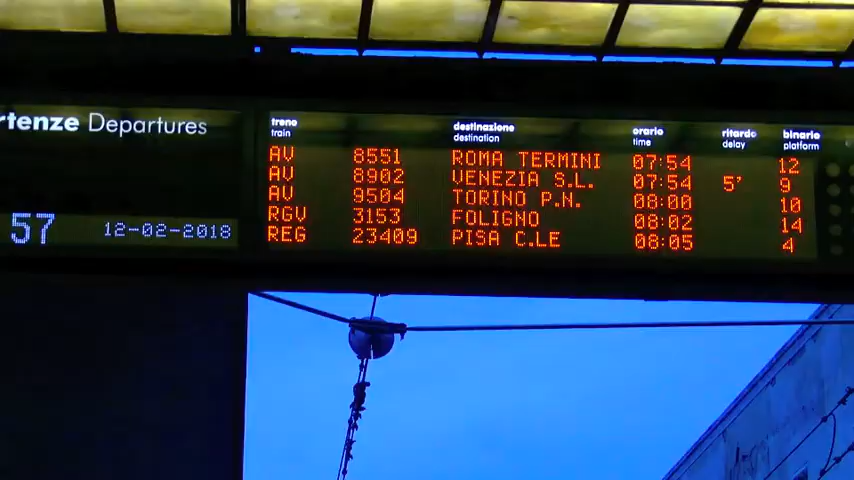 rtenze Departures
treno destinazione orario ritardo binario
train destination time delay platform
AV 8551 ROMA TERMINI 07:54 12
AV 8902 VENEZIA S.L. 07:54 5' 9
AV 9504 TORINO P.N. 08:00 10
RGV 3153 FOLIGNO 08:02 14
REG 23409 PISA C.LE 08:05 4
57 12-02-2018